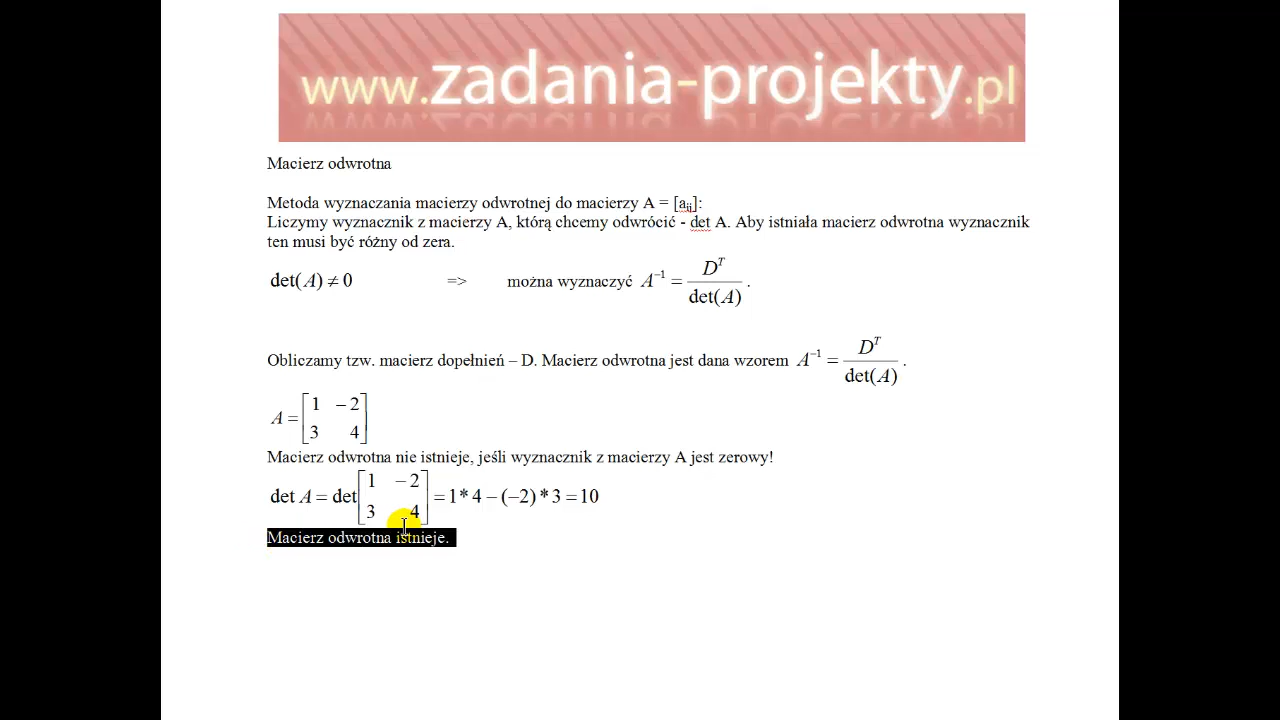 www.zadania-projekty.pl
Macierz odwrotna
Metoda wyznaczania macierzy odwrotnej do macierzy A = [aij]:
Liczymy wyznacznik z macierzy A, którą chcemy odwrócić - det A. Aby istniała macierz odwrotna wyznacznik
ten musi być różny od zera.
det(A) ≠ 0 => można wyznaczyć A⁻¹ = Dᵀ / det(A) .
Obliczamy tzw. macierz dopełnień – D. Macierz odwrotna jest dana wzorem A⁻¹ = Dᵀ / det(A) .
A = [1 −2
3 4]
Macierz odwrotna nie istnieje, jeśli wyznacznik z macierzy A jest zerowy!
det A = det [1 −2
3 4] = 1*4 − (−2)*3 = 10
Macierz odwrotna istnieje.